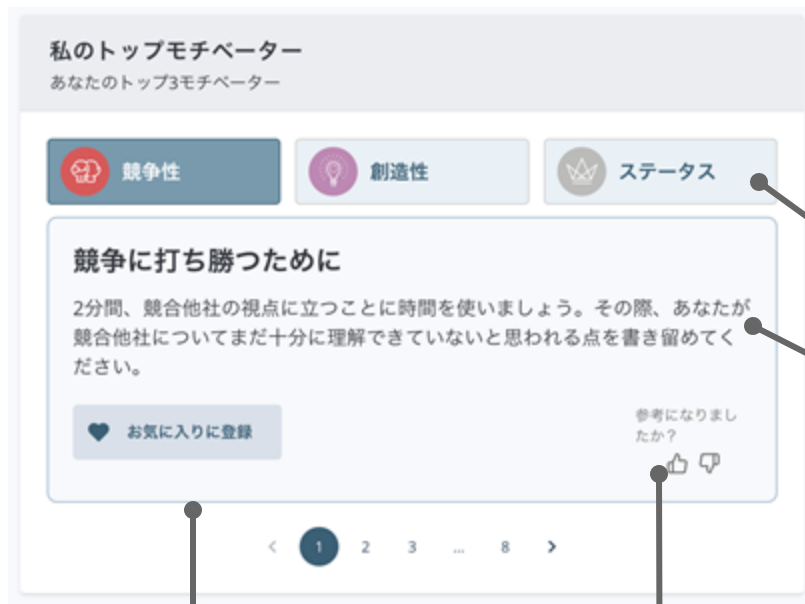 私のトップモチベーター
あなたのトップ3モチベーター
競争性
創造性
ステータス
競争に打ち勝つために
2分間、競合他社の視点に立つことに時間を使いましょう。その際、あなたが
競合他社についてまだ十分に理解できていないと思われる点を書き留めてく
ださい。
お気に入りに登録
参考になりまし
たか？
1 2 3 ... 8